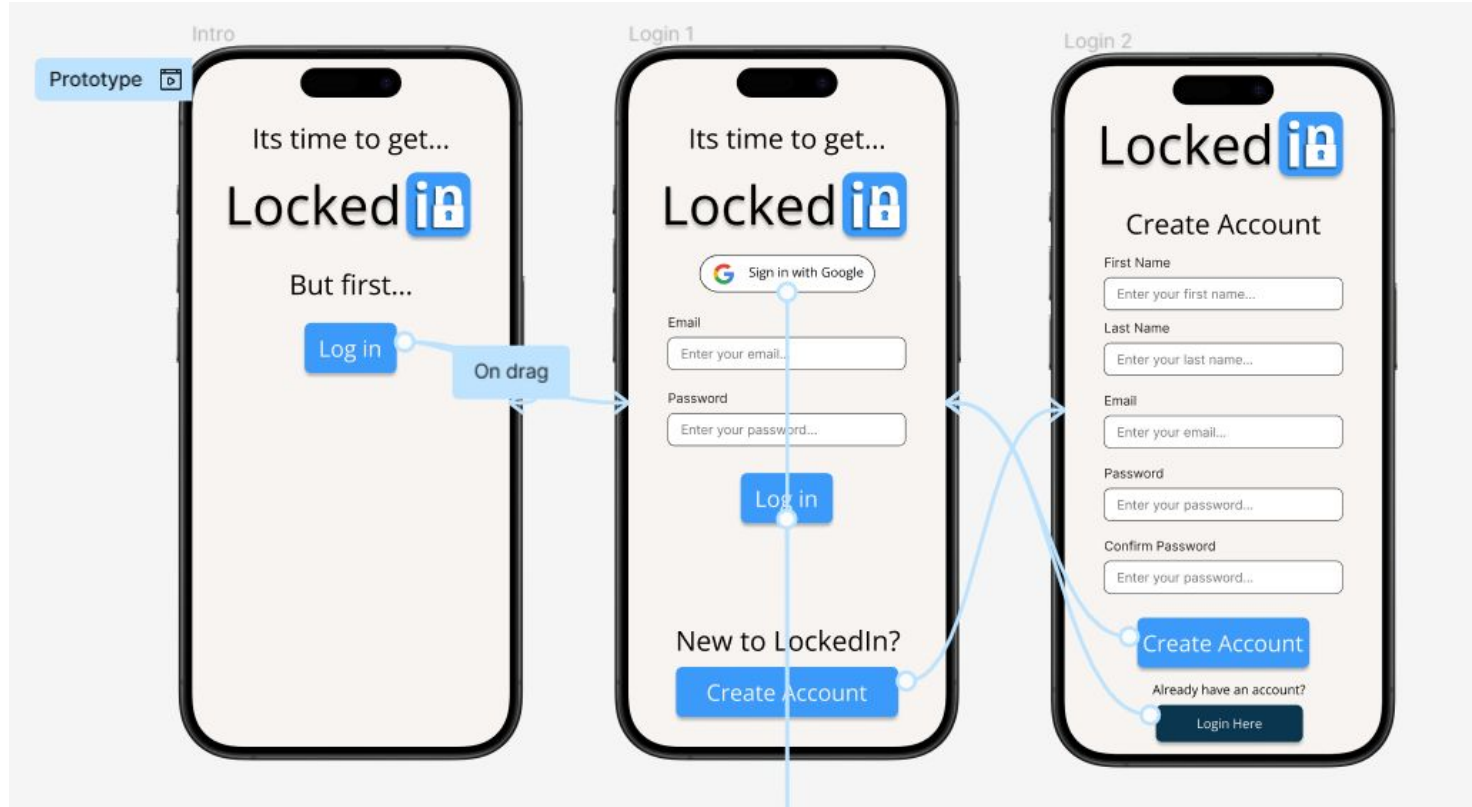 Intro
Prototype
Its time to get...
Locked in
But first...
Log in
On drag
Login 1
Its time to get...
Locked in
G Sign in with Google
Email
Enter your email...
Password
Enter your password...
Log in
New to LockedIn?
Create Account
Login 2
Locked in
Create Account
First Name
Enter your first name...
Last Name
Enter your last name...
Email
Enter your email...
Password
Enter your password...
Confirm Password
Enter your password...
Create Account
Already have an account?
Login Here